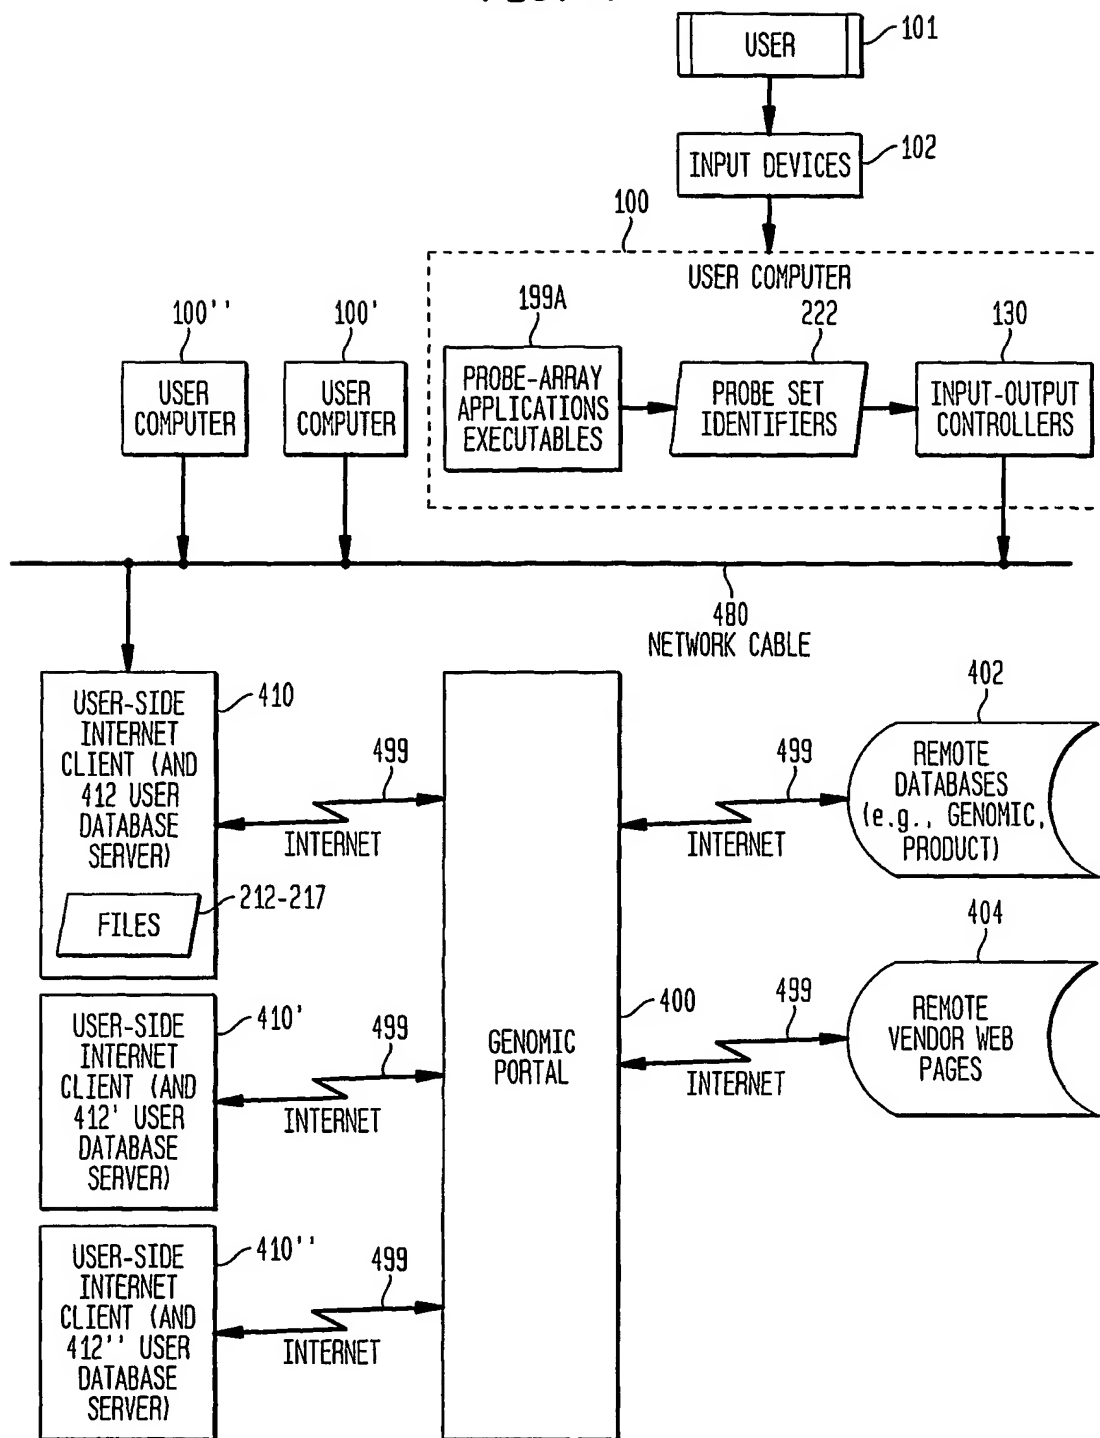 USER
101
INPUT DEVICES
102
100
USER COMPUTER
199A
222
130
PROBE-ARRAY
APPLICATIONS
EXECUTABLES
PROBE SET
IDENTIFIERS
INPUT-OUTPUT
CONTROLLERS
100''
100'
USER
COMPUTER
USER
COMPUTER
480
NETWORK CABLE
USER-SIDE
INTERNET
CLIENT (AND
412 USER
DATABASE
SERVER)
410
FILES
212-217
499
INTERNET
USER-SIDE
INTERNET
CLIENT (AND
412' USER
DATABASE
SERVER)
410'
499
INTERNET
USER-SIDE
INTERNET
CLIENT (AND
412'' USER
DATABASE
SERVER)
410''
499
INTERNET
GENOMIC
PORTAL
400
499
INTERNET
402
REMOTE
DATABASES
(e.g., GENOMIC,
PRODUCT)
499
INTERNET
404
REMOTE
VENDOR WEB
PAGES